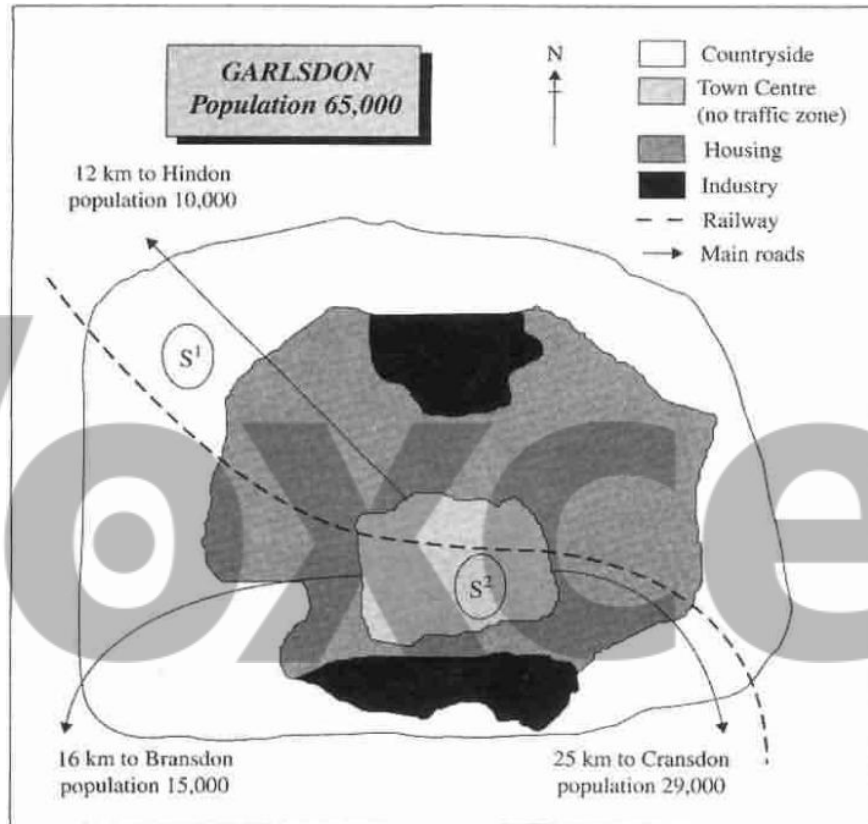 GARLSDON
Population 65,000
N
Countryside
Town Centre
(no traffic zone)
Housing
Industry
Railway
Main roads
12 km to Hindon
population 10,000
S¹
S²
16 km to Bransdon
population 15,000
25 km to Cransdon
population 29,000